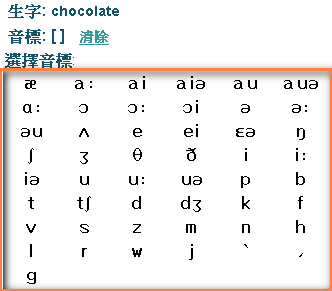 生字: chocolate
音標: [ ] 清除
選擇音標:
æ a: ai aiə au auə
ɑ: ɔ ɔ: ɔi ə ə:
əu ʌ e ei ɛə ŋ
ʃ ʒ θ ð i i:
iə u u: uə p b
t tʃ d dʒ k f
v s z m n h
l r w j ˋ ˏ
g